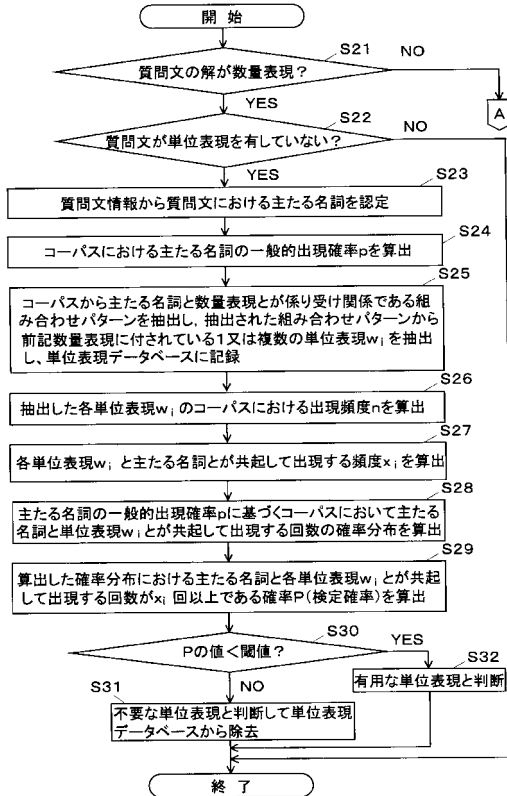 開 始
S21
質問文の解が数量表現？
NO
YES
A
S22
質問文が単位表現を有していない？
NO
YES
S23
質問文情報から質問文における主たる名詞を認定
S24
コーパスにおける主たる名詞の一般的出現確率pを算出
S25
コーパスから主たる名詞と数量表現とが係り受け関係である組
み合わせパターンを抽出し、抽出された組み合わせパターンから
前記数量表現に付されている1又は複数の単位表現wiを抽出
し、単位表現データベースに記録
S26
抽出した各単位表現wiのコーパスにおける出現頻度nを算出
S27
各単位表現wiと主たる名詞とが共起して出現する頻度xiを算出
S28
主たる名詞の一般的出現確率pに基づくコーパスにおいて主たる
名詞と単位表現wiとが共起して出現する回数の確率分布を算出
S29
算出した確率分布における主たる名詞と各単位表現wiとが共起
して出現する回数がxi回以上である確率P(検定確率)を算出
S30
Pの値＜閾値？
YES
S32
有用な単位表現と判断
NO
S31
不要な単位表現と判断して単位表現
データベースから除去
終 了